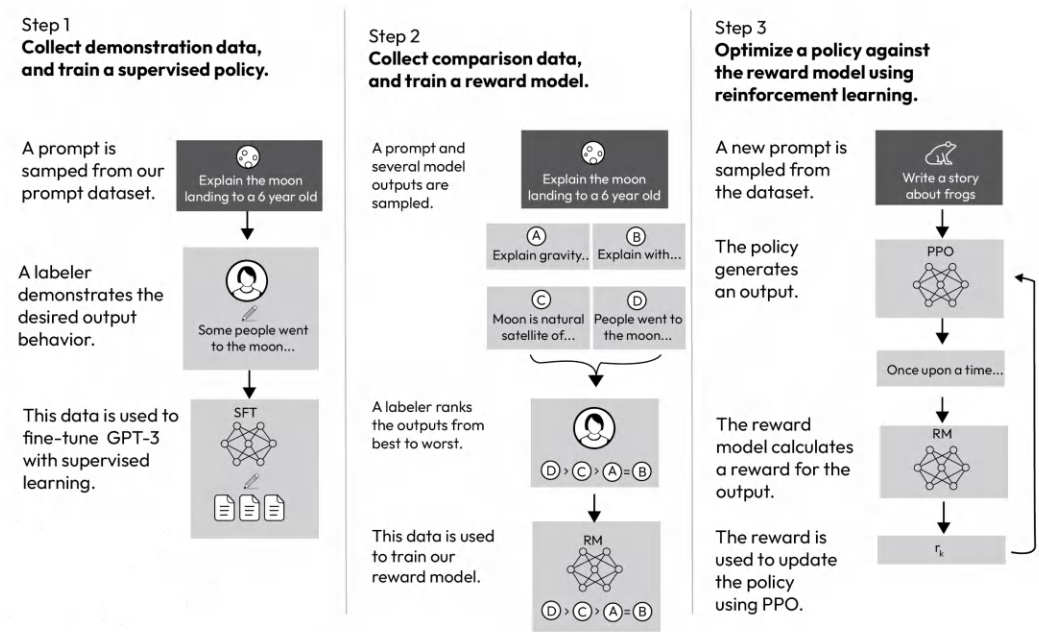 Step 1
Collect demonstration data,
and train a supervised policy.
A prompt is
samped from our
prompt dataset.
Explain the moon
landing to a 6 year old
A labeler
demonstrates the
desired output
behavior.
Some people went
to the moon...
This data is used to
fine-tune GPT-3
with supervised
learning.
SFT
Step 2
Collect comparison data,
and train a reward model.
A prompt and
several model
outputs are
sampled.
Explain the moon
landing to a 6 year old
A
Explain gravity..
B
Explain with...
C
Moon is natural
satellite of...
D
People went to
the moon...
A labeler ranks
the outputs from
best to worst.
D > C > A = B
This data is used
to train our
reward model.
RM
D > C > A = B
Step 3
Optimize a policy against
the reward model using
reinforcement learning.
A new prompt is
sampled from
the dataset.
Write a story
about frogs
The policy
generates
an output.
PPO
Once upon a time...
The reward
model calculates
a reward for the
output.
RM
The reward is
used to update
the policy
using PPO.
rk